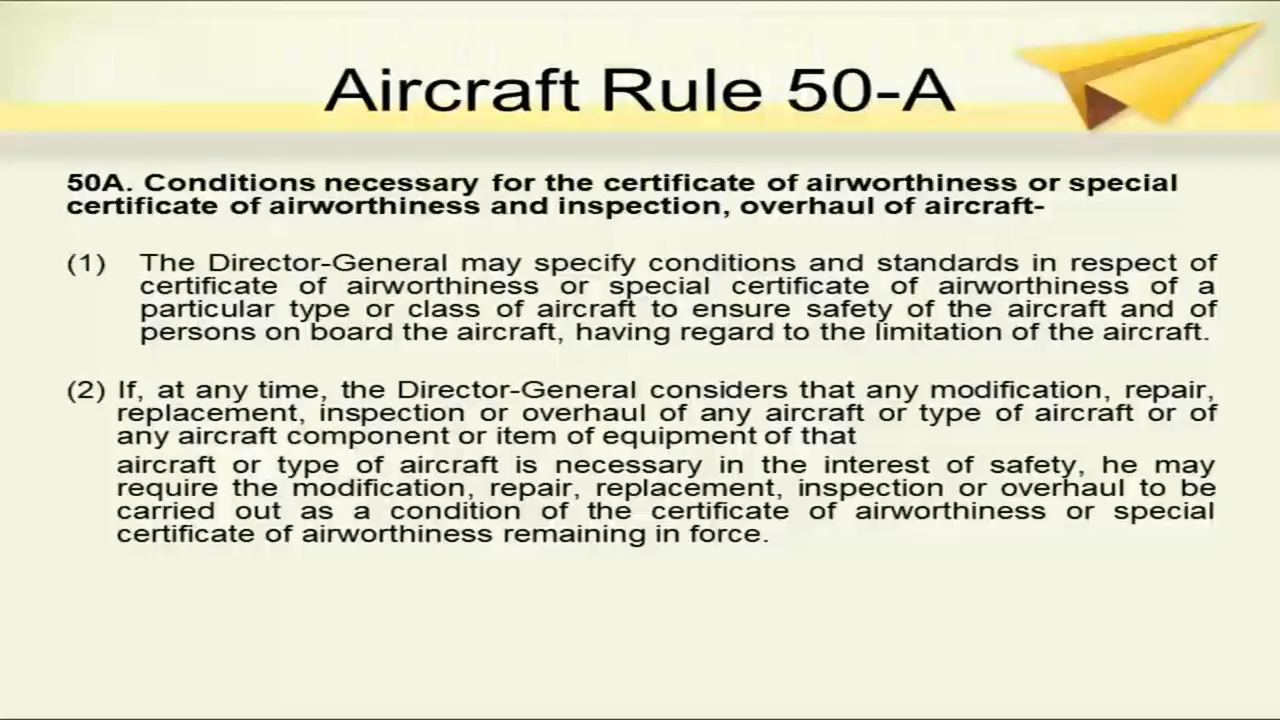 Aircraft Rule 50-A
50A. Conditions necessary for the certificate of airworthiness or special
certificate of airworthiness and inspection, overhaul of aircraft-
(1) The Director-General may specify conditions and standards in respect of
certificate of airworthiness or special certificate of airworthiness of a
particular type or class of aircraft to ensure safety of the aircraft and of
persons on board the aircraft, having regard to the limitation of the aircraft.
(2) If, at any time, the Director-General considers that any modification, repair,
replacement, inspection or overhaul of any aircraft or type of aircraft or of
any aircraft component or item of equipment of that
aircraft or type of aircraft is necessary in the interest of safety, he may
require the modification, repair, replacement, inspection or overhaul to be
carried out as a condition of the certificate of airworthiness or special
certificate of airworthiness remaining in force.